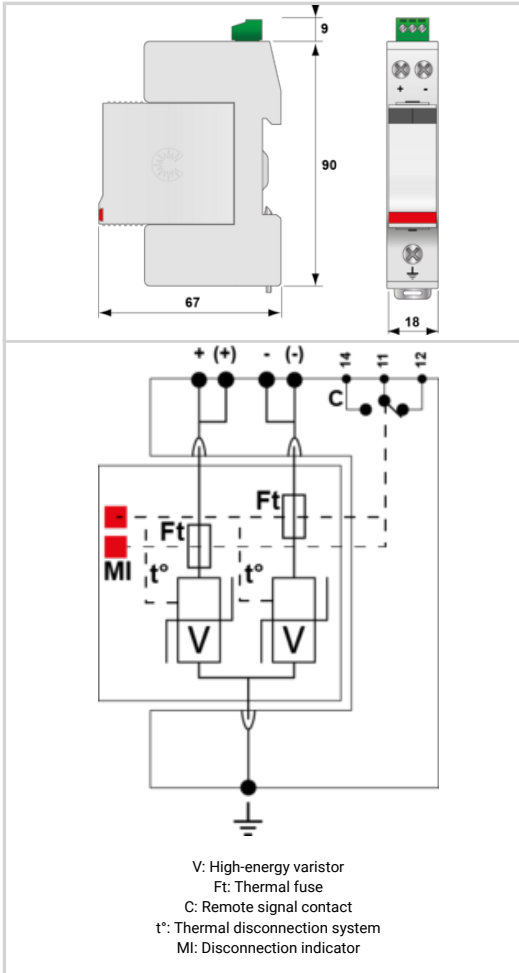 9
+ -
90
67
18
+ (+) - (-) 14 11 12
C
Ft
Ft
MI t° t°
V V
V: High-energy varistor
Ft: Thermal fuse
C: Remote signal contact
t°: Thermal disconnection system
MI: Disconnection indicator